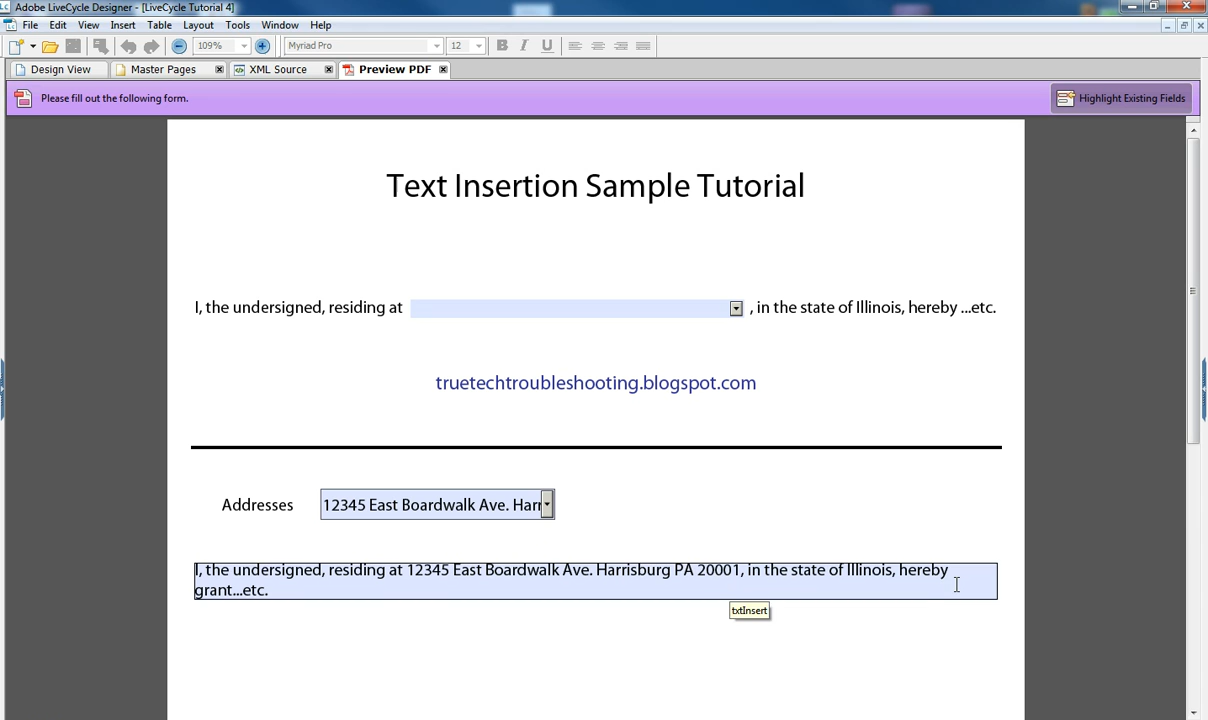 Adobe LiveCycle Designer - [LiveCycle Tutorial 4]
File Edit View Insert Table Layout Tools Window Help
109% Myriad Pro 12 B I U
Design View Master Pages XML Source Preview PDF
Please fill out the following form. Highlight Existing Fields
Text Insertion Sample Tutorial
I, the undersigned, residing at , in the state of Illinois, hereby ...etc.
truetechtroubleshooting.blogspot.com
Addresses 12345 East Boardwalk Ave. Harr
I, the undersigned, residing at 12345 East Boardwalk Ave. Harrisburg PA 20001, in the state of Illinois, hereby
grant...etc.
txtInsert